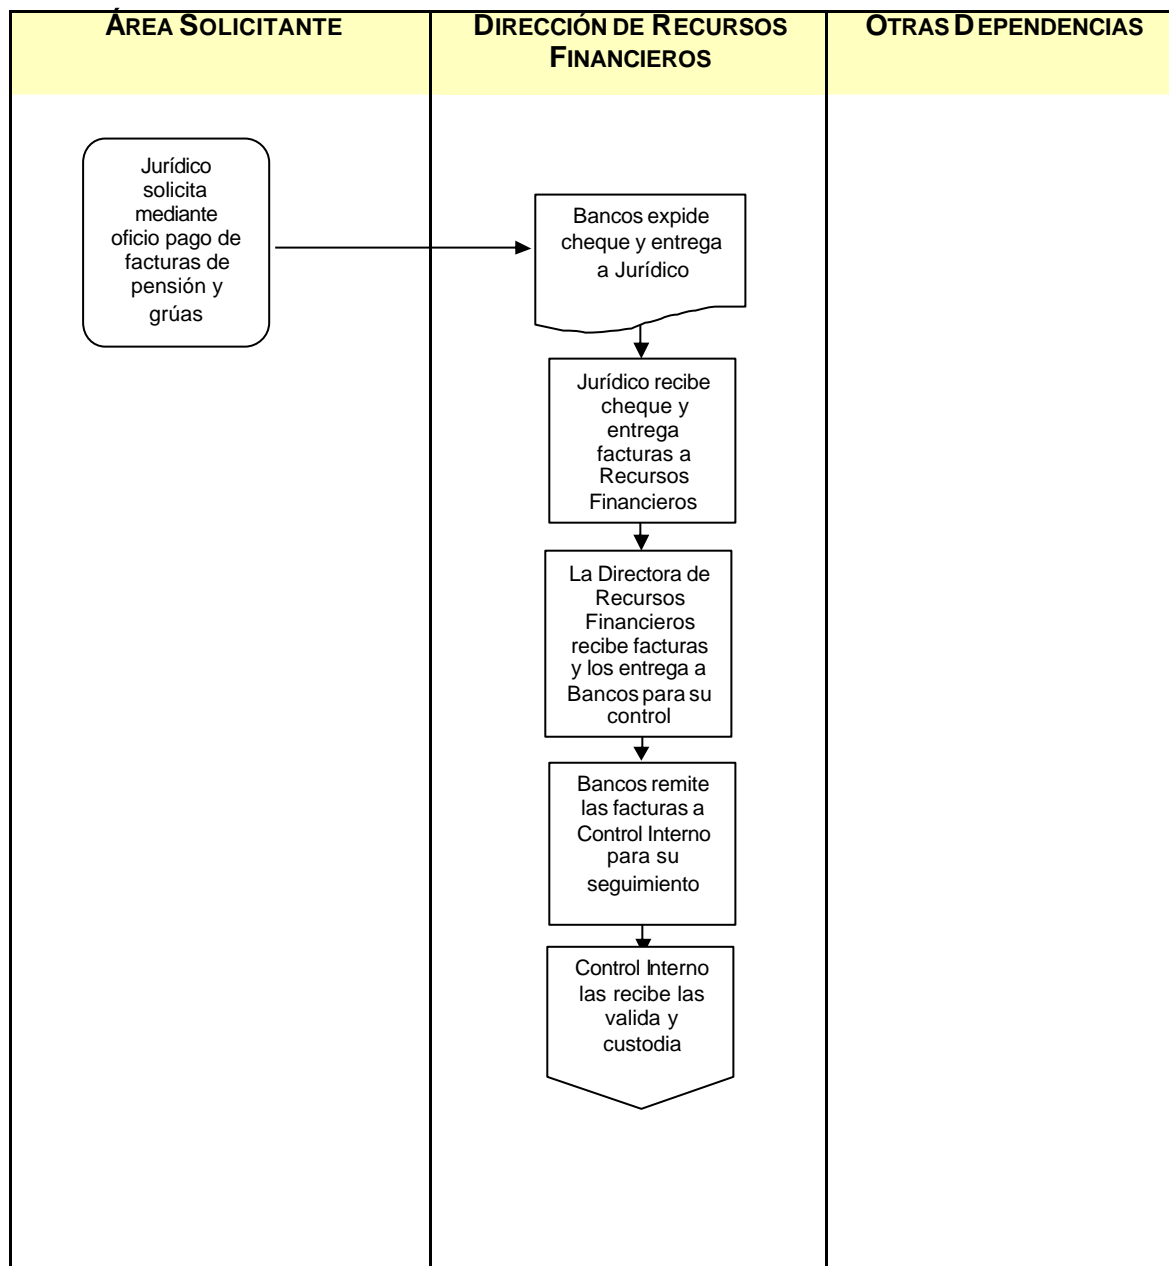 ÁREA SOLICITANTE
DIRECCIÓN DE RECURSOS
FINANCIEROS
OTRAS DEPENDENCIAS
Jurídico
solicita
mediante
oficio pago de
facturas de
pensión y
grúas
Bancos expide
cheque y entrega
a Jurídico
Jurídico recibe
cheque y
entrega
facturas a
Recursos
Financieros
La Directora de
Recursos
Financieros
recibe facturas
y los entrega a
Bancos para su
control
Bancos remite
las facturas a
Control Interno
para su
seguimiento
Control Interno
las recibe las
valida y
custodia